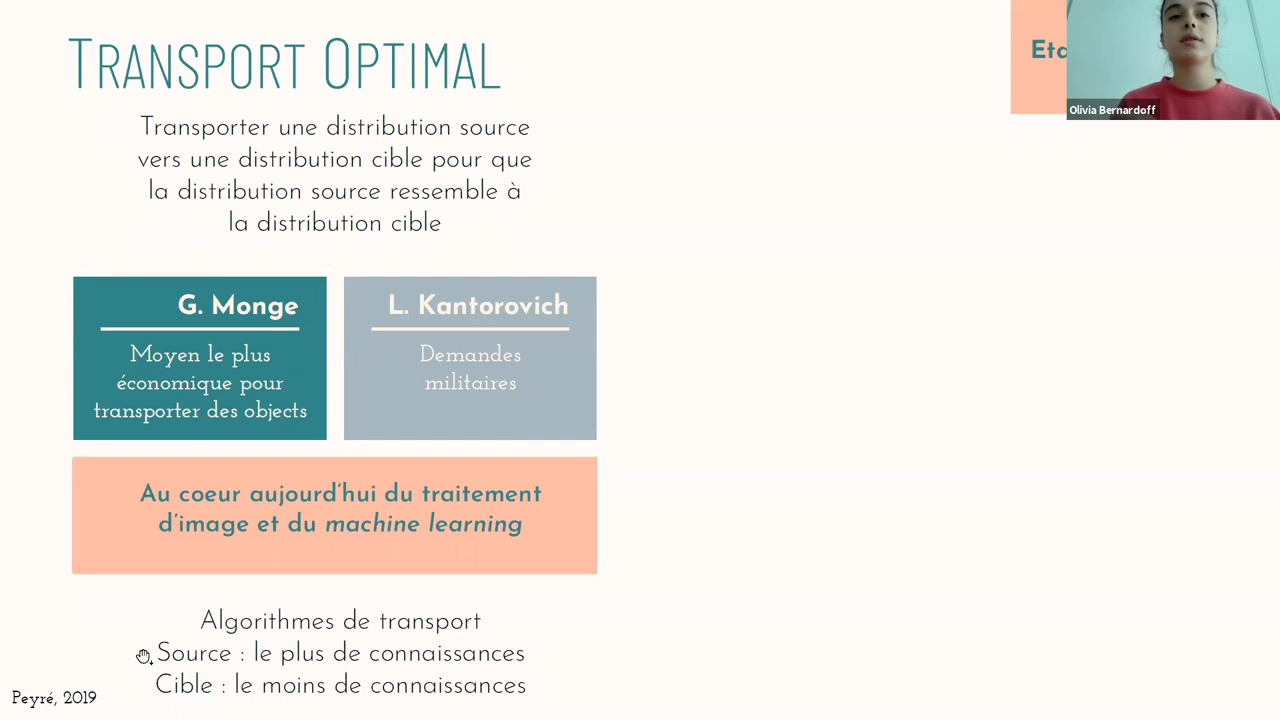 TRANSPORT OPTIMAL
Eta
Olivia Bernardoff
Transporter une distribution source
vers une distribution cible pour que
la distribution source ressemble à
la distribution cible
G. Monge
Moyen le plus
économique pour
transporter des objects
L. Kantorovich
Demandes
militaires
Au coeur aujourd'hui du traitement
d'image et du machine learning
Algorithmes de transport
Source : le plus de connaissances
Cible : le moins de connaissances
Peyré, 2019